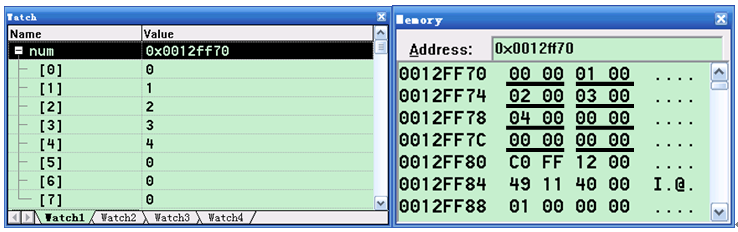 Watch
Name Value
num 0x0012ff70
[0] 0
[1] 1
[2] 2
[3] 3
[4] 4
[5] 0
[6] 0
[7] 0
Watch1 Watch2 Watch3 Watch4
Memory
Address: 0x0012ff70
0012FF70 00 00 01 00 ....
0012FF74 02 00 03 00 ....
0012FF78 04 00 00 00 ....
0012FF7C 00 00 00 00 ....
0012FF80 C0 FF 12 00 ....
0012FF84 49 11 40 00 I.@.
0012FF88 01 00 00 00 ....